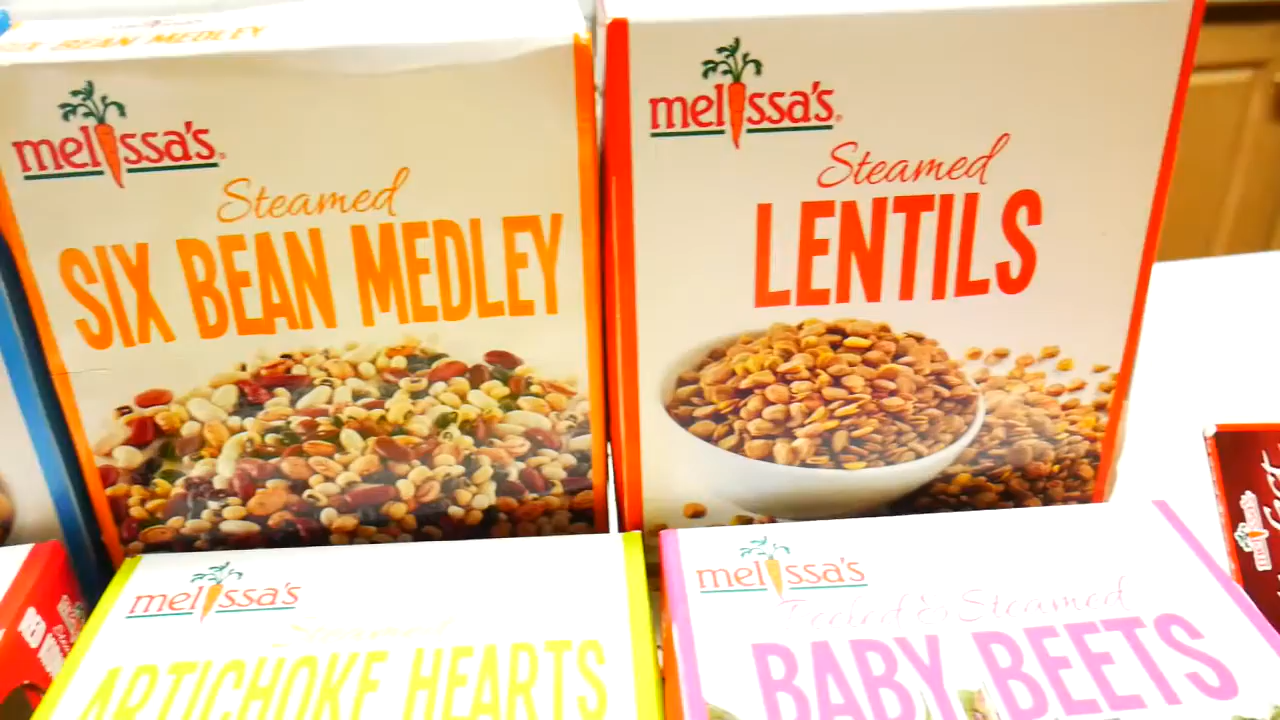 SIX BEAN MEDLEY
melissa's
Steamed
SIX BEAN MEDLEY
melissa's
Steamed
LENTILS
melissa's
Steamed
ARTICHOKE HEARTS
melissa's
Peeled & Steamed
BABY BEETS